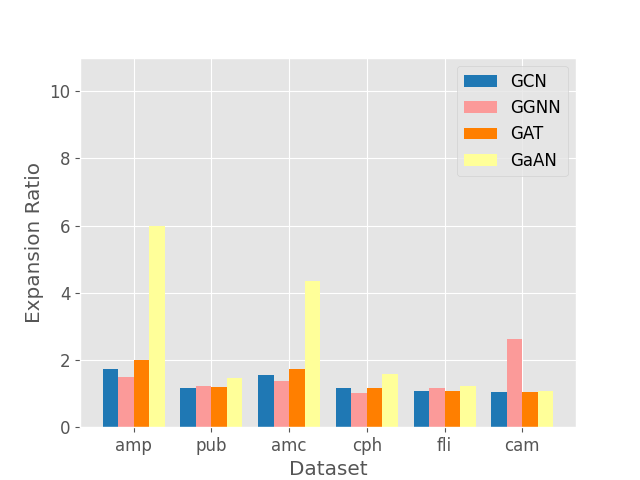 10
8
6
4
2
0
Expansion Ratio
GCN
GGNN
GAT
GaAN
amp pub amc cph fli cam
Dataset